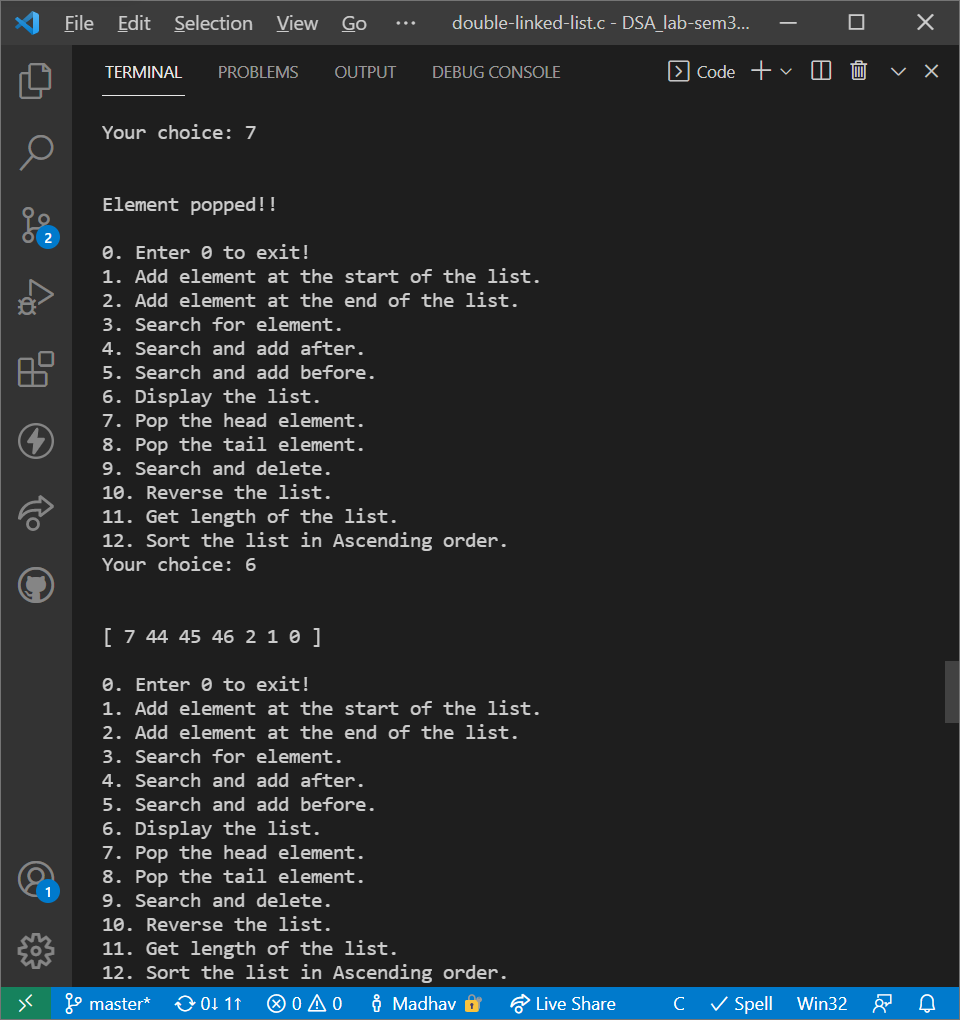 File Edit Selection View Go ··· double-linked-list.c - DSA_lab-sem3...
TERMINAL PROBLEMS OUTPUT DEBUG CONSOLE Code
Your choice: 7
Element popped!!
0. Enter 0 to exit!
1. Add element at the start of the list.
2. Add element at the end of the list.
3. Search for element.
4. Search and add after.
5. Search and add before.
6. Display the list.
7. Pop the head element.
8. Pop the tail element.
9. Search and delete.
10. Reverse the list.
11. Get length of the list.
12. Sort the list in Ascending order.
Your choice: 6
[ 7 44 45 46 2 1 0 ]
0. Enter 0 to exit!
1. Add element at the start of the list.
2. Add element at the end of the list.
3. Search for element.
4. Search and add after.
5. Search and add before.
6. Display the list.
7. Pop the head element.
8. Pop the tail element.
9. Search and delete.
10. Reverse the list.
11. Get length of the list.
12. Sort the list in Ascending order.
2
1
master* 0↓ 1↑ 0 0 Madhav Live Share C Spell Win32